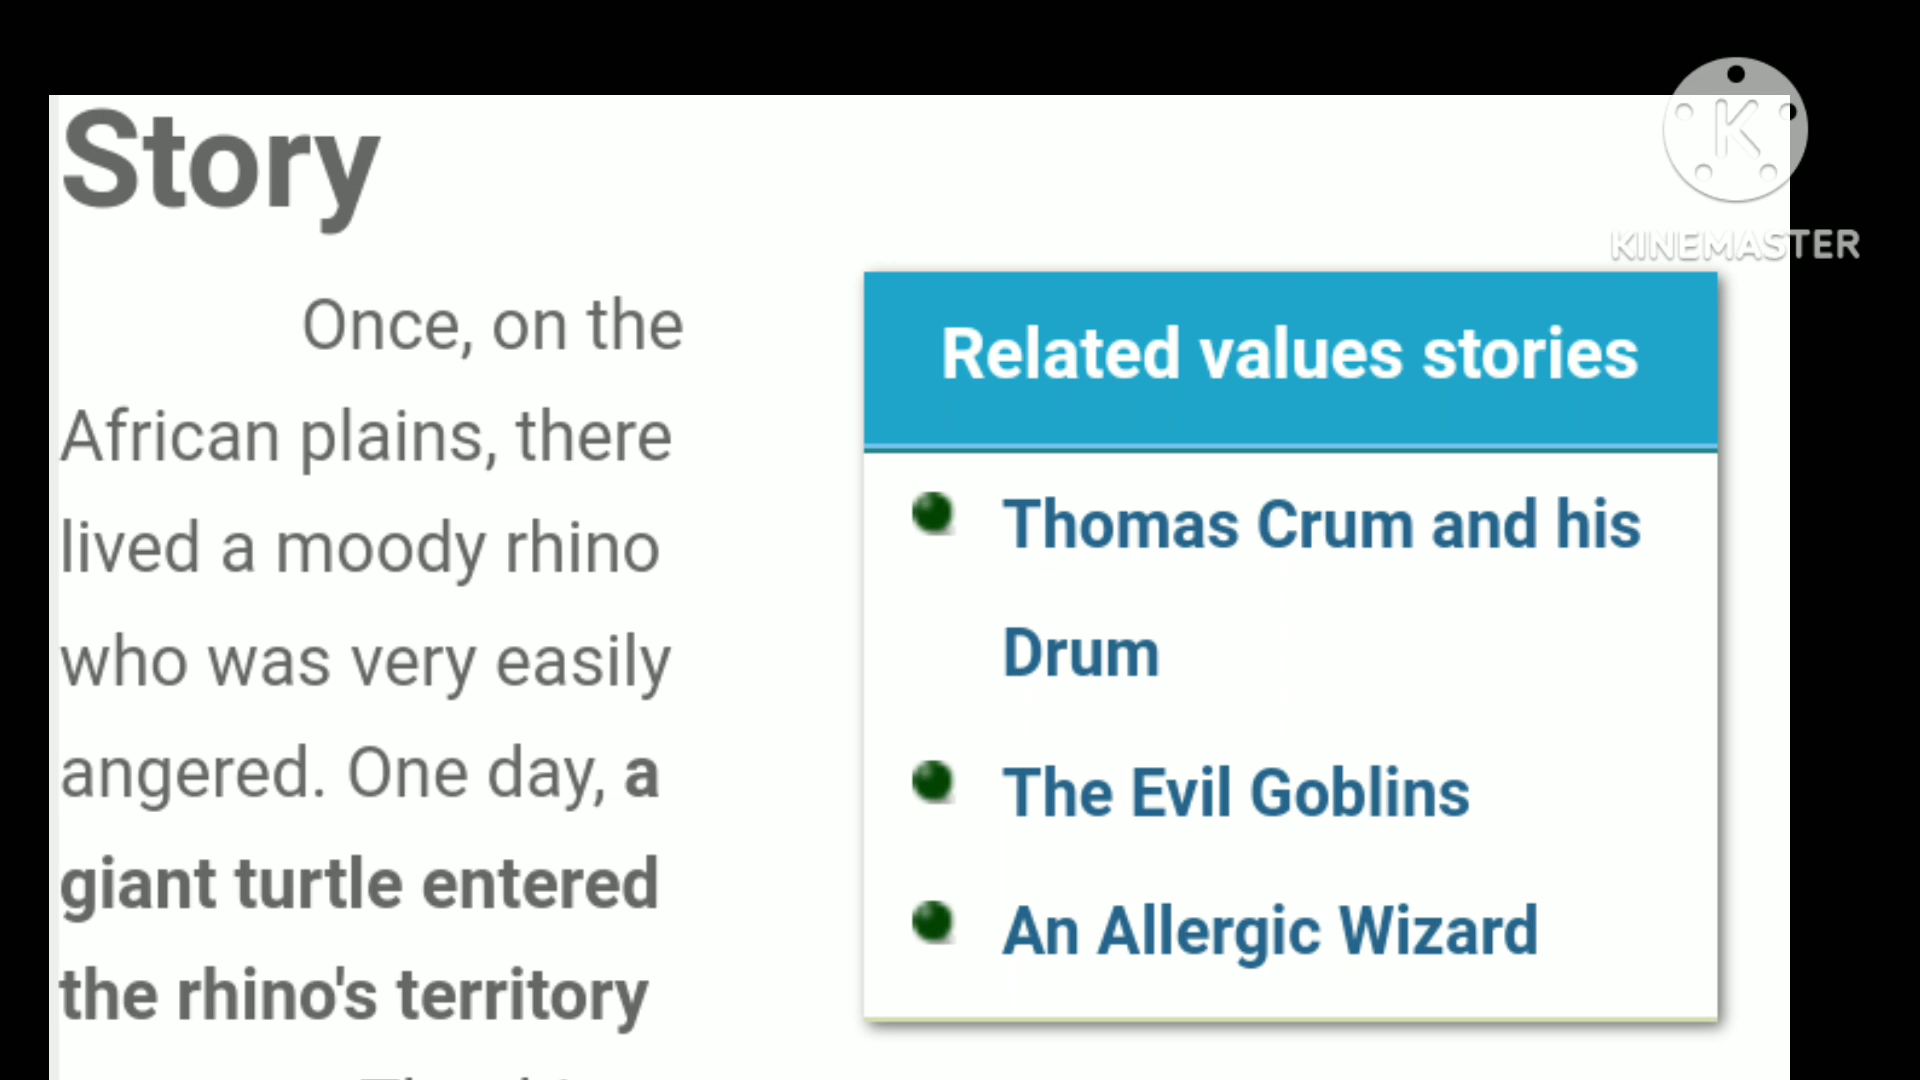 Story
Once, on the
African plains, there
lived a moody rhino
who was very easily
angered. One day, a
giant turtle entered
the rhino's territory
Related values stories
Thomas Crum and his
Drum
The Evil Goblins
An Allergic Wizard
K
KINEMASTER